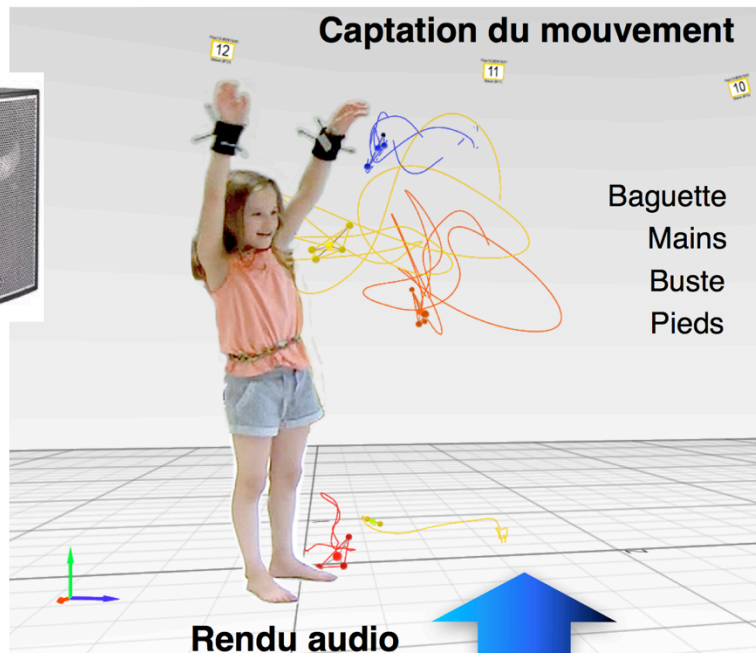 Captation du mouvement
12
11
10
Baguette
Mains
Buste
Pieds
Rendu audio